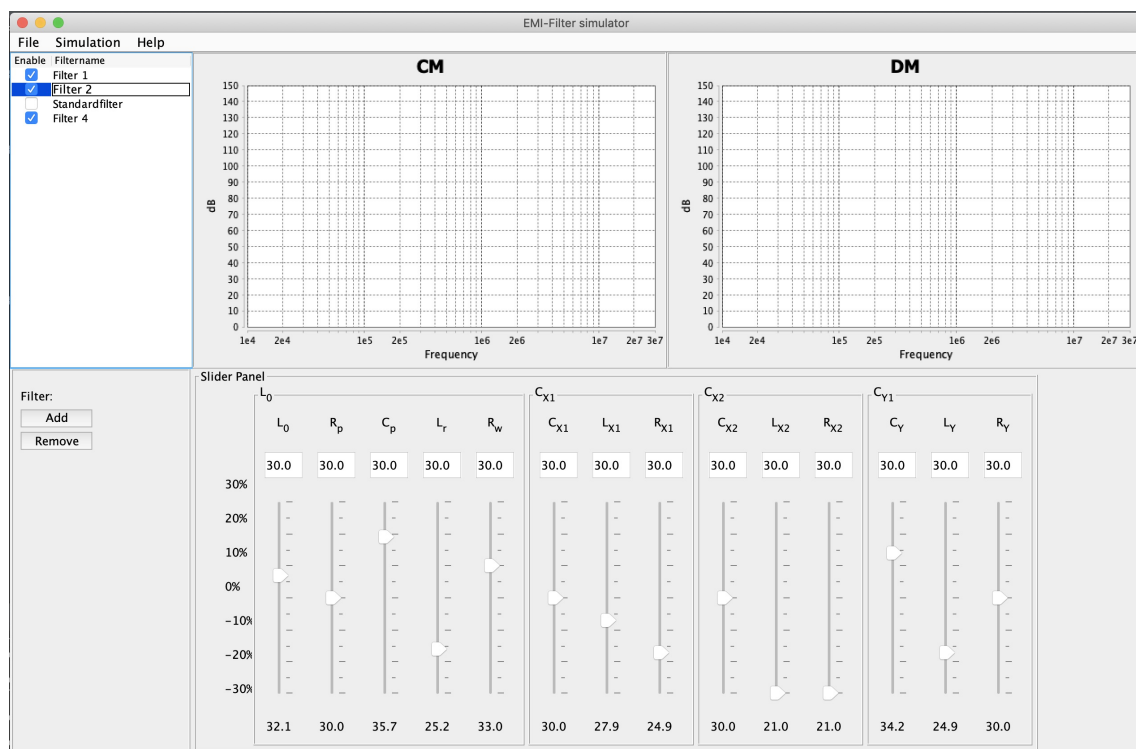 EMI-Filter simulator
File Simulation Help
Enable Filtername
Filter 1
Filter 2
Standardfilter
Filter 4
CM
150
140
130
120
110
100
90
80
70
60
50
40
30
20
10
0
dB
1e4 2e4 1e5 2e5 1e6 2e6 1e7 2e7 3e7
Frequency
DM
150
140
130
120
110
100
90
80
70
60
50
40
30
20
10
0
dB
1e4 2e4 1e5 2e5 1e6 2e6 1e7 2e7 3e7
Frequency
Filter:
Add
Remove
Slider Panel
L0 CX1 CX2 CY1
L0 Rp Cp Lr Rw CX1 LX1 RX1 CX2 LX2 RX2 CY LY RY
30.0 30.0 30.0 30.0 30.0 30.0 30.0 30.0 30.0 30.0 30.0 30.0 30.0 30.0
30%
20%
10%
0%
-10%
-20%
-30%
32.1 30.0 35.7 25.2 33.0 30.0 27.9 24.9 30.0 21.0 21.0 34.2 24.9 30.0